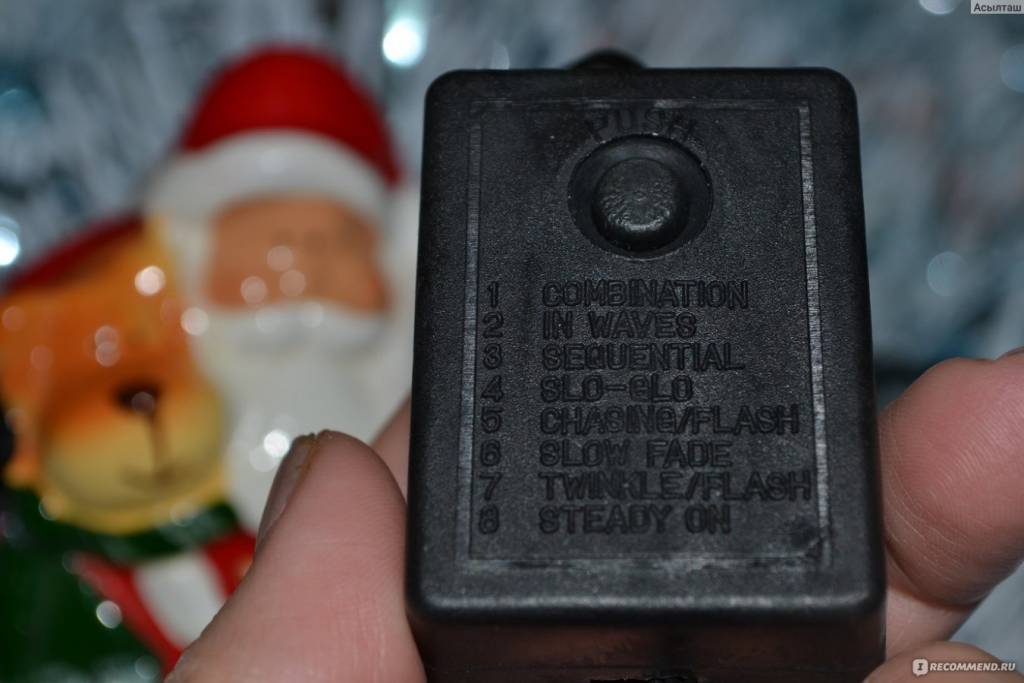 Асылташ
PUSH
1 COMBINATION
2 IN WAVES
3 SEQUENTIAL
4 SLO-GLO
5 CHASING/FLASH
6 SLOW FADE
7 TWINKLE/FLASH
8 STEADY ON
IRECOMMEND.RU